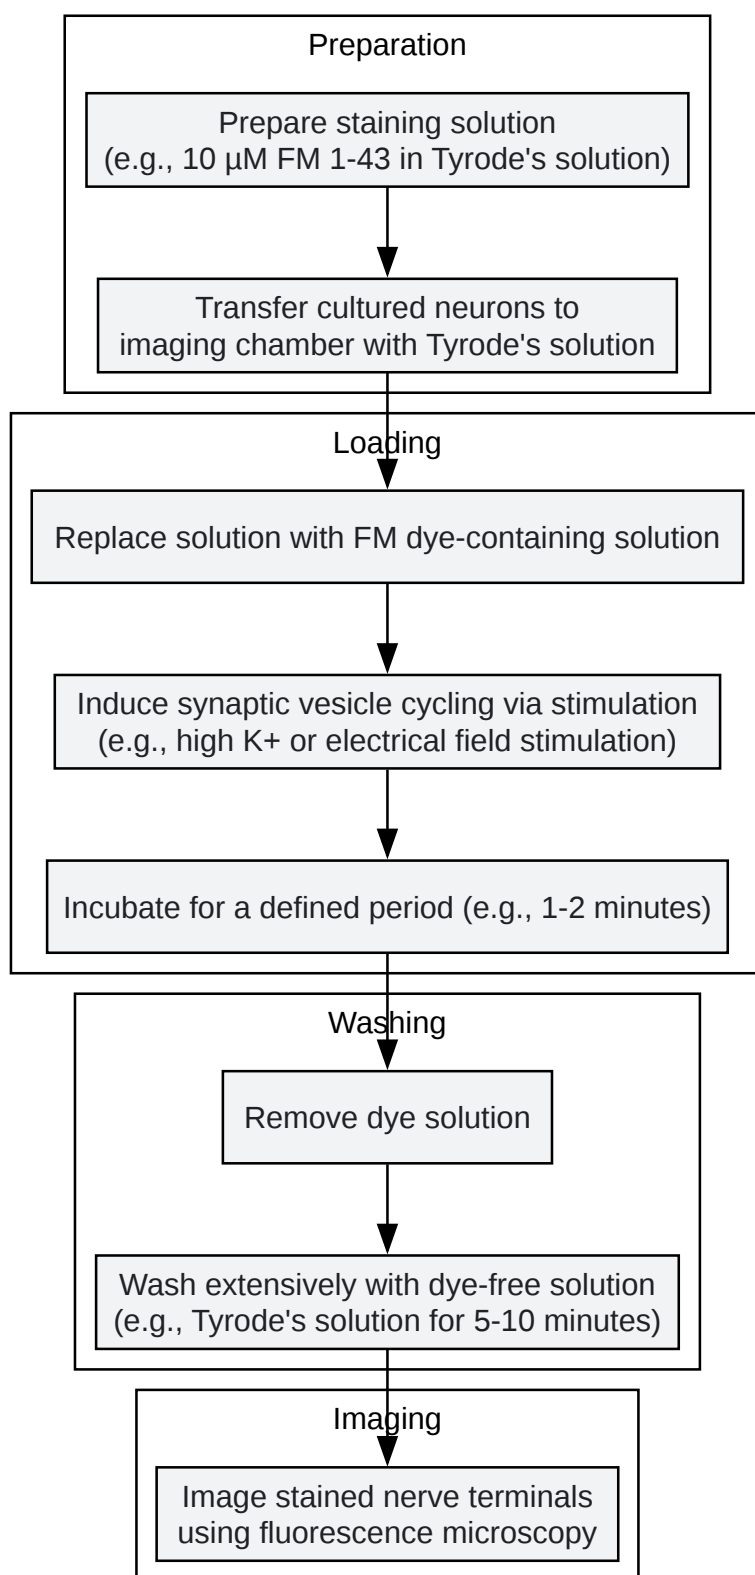 Preparation
Prepare staining solution
(e.g., 10 µM FM 1-43 in Tyrode's solution)
Transfer cultured neurons to
imaging chamber with Tyrode's solution
Loading
Replace solution with FM dye-containing solution
Induce synaptic vesicle cycling via stimulation
(e.g., high K+ or electrical field stimulation)
Incubate for a defined period (e.g., 1-2 minutes)
Washing
Remove dye solution
Wash extensively with dye-free solution
(e.g., Tyrode's solution for 5-10 minutes)
Imaging
Image stained nerve terminals
using fluorescence microscopy